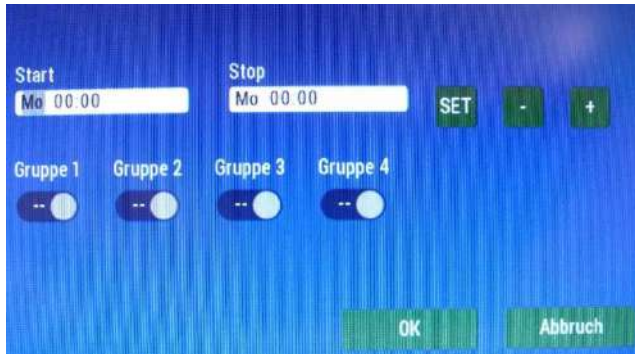 Start Stop
Mo 00:00 Mo 00:00 SET - +
Gruppe 1 Gruppe 2 Gruppe 3 Gruppe 4
-- -- -- --
OK Abbruch